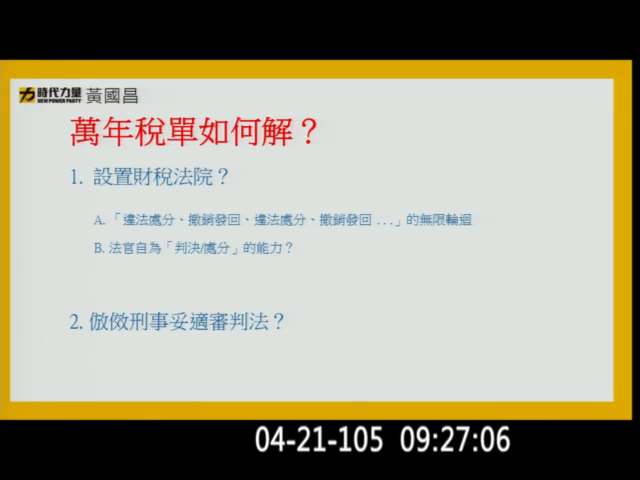 時代力量 黃國昌
NEW POWER PARTY
萬年稅單如何解？
1. 設置財稅法院？
A. 「違法處分、撤銷發回、違法處分、撤銷發回 ...」的無限輪迴
B. 法官自為「判決/處分」的能力？
2. 倣傚刑事妥適審判法？
04-21-105 09:27:06